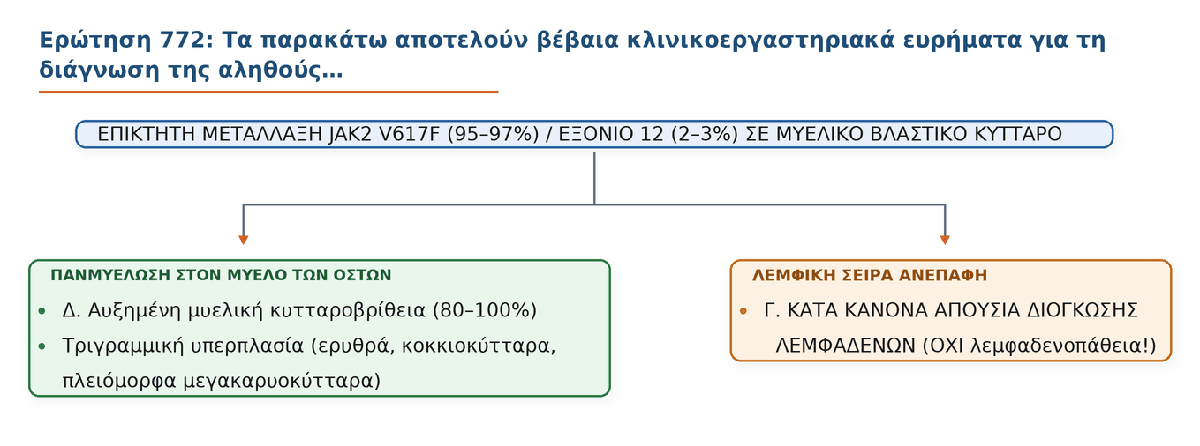 Ερώτηση 772: Τα παρακάτω αποτελούν βέβαια κλινικοεργαστηριακά ευρήματα για τη
διάγνωση της αληθούς...
ΕΠΙΚΤΗΤΗ ΜΕΤΑΛΛΑΞΗ JAK2 V617F (95–97%) / ΕΞΟΝΙΟ 12 (2–3%) ΣΕ ΜΥΕΛΙΚΟ ΒΛΑΣΤΙΚΟ ΚΥΤΤΑΡΟ
ΠΑΝΜΥΕΛΩΣΗ ΣΤΟΝ ΜΥΕΛΟ ΤΩΝ ΟΣΤΩΝ
• Δ. Αυξημένη μυελική κυτταροβρίθεια (80–100%)
• Τριγραμμική υπερπλασία (ερυθρά, κοκκιοκύτταρα,
πλειόμορφα μεγακαρυοκύτταρα)
ΛΕΜΦΙΚΗ ΣΕΙΡΑ ΑΝΕΠΑΦΗ
• Γ. ΚΑΤΑ ΚΑΝΟΝΑ ΑΠΟΥΣΙΑ ΔΙΟΓΚΩΣΗΣ
ΛΕΜΦΑΔΕΝΩΝ (ΟΧΙ λεμφαδενοπάθεια!)